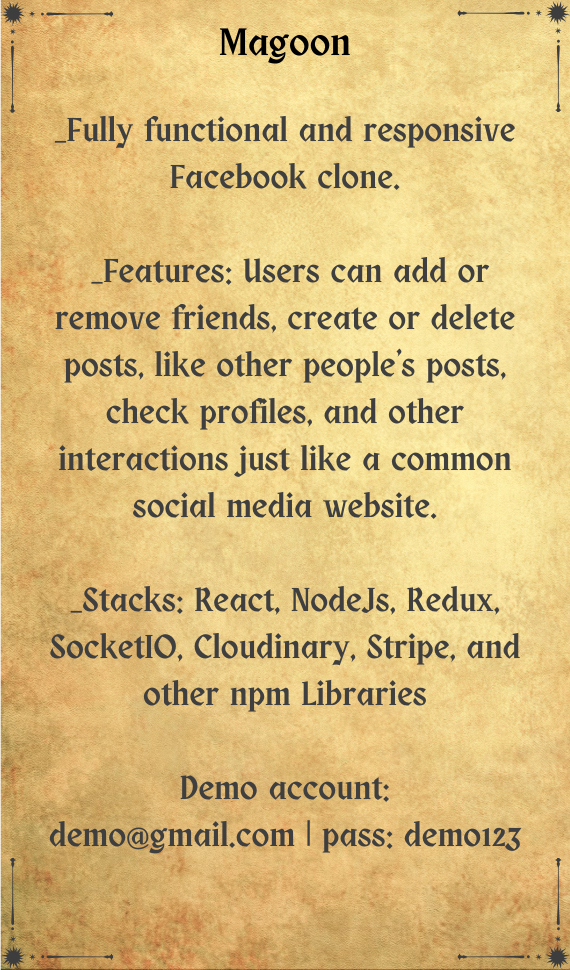 Magoon
_Fully functional and responsive
Facebook clone.
_Features: Users can add or
remove friends, create or delete
posts, like other people's posts,
check profiles, and other
interactions just like a common
social media website.
_Stacks: React, NodeJs, Redux,
SocketIO, Cloudinary, Stripe, and
other npm Libraries
Demo account:
demo@gmail.com | pass: demo123